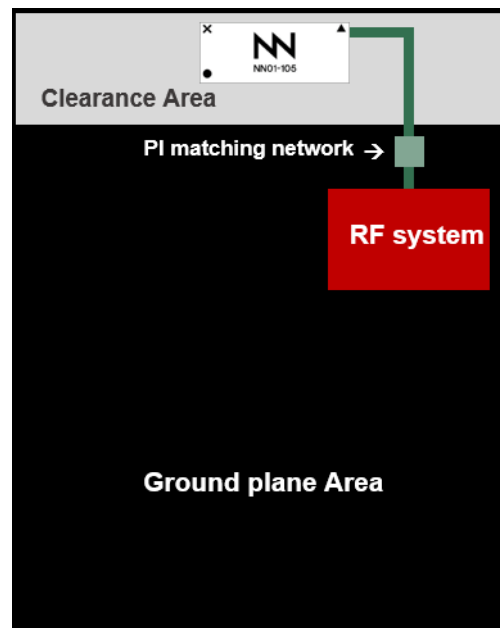 NN
NN01-105
Clearance Area
PI matching network →
RF system
Ground plane Area